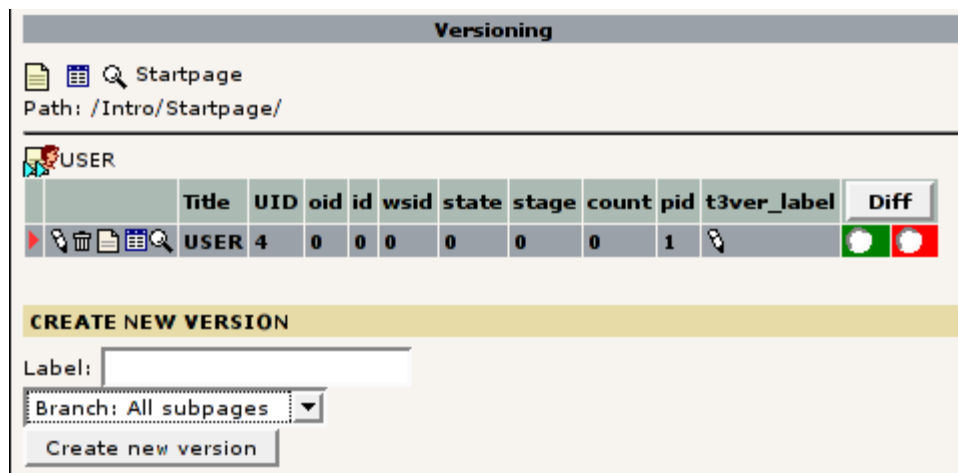 Versioning
Startpage
Path: /Intro/Startpage/
USER
Title UID oid id wsid state stage count pid t3ver_label Diff
USER 4 0 0 0 0 0 0 1
CREATE NEW VERSION
Label:
Branch: All subpages
Create new version